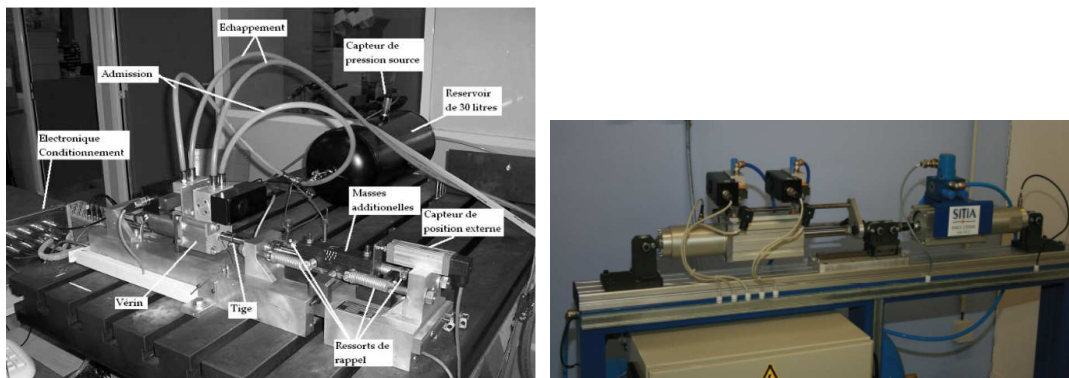 Echappement
Capteur de
pression source
Admission
Reservoir
de 30 litres
Electronique
Conditionnement
Masses
additionelles
Capteur de
position externe
Vérin
Tige
Ressorts de
rappel
SITIA